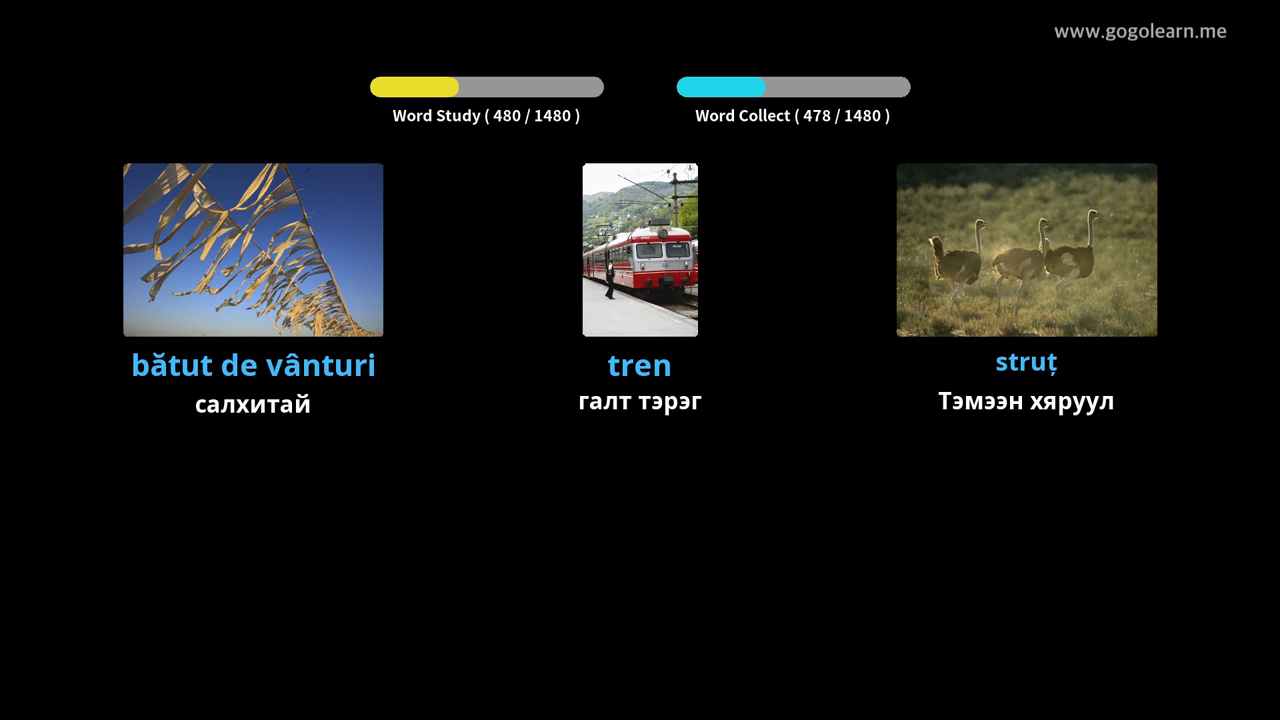 www.gogolearn.me
Word Study ( 480 / 1480 )
Word Collect ( 478 / 1480 )
bătut de vânturi
салхитай
tren
галт тэрэг
struț
Тэмээн хяруул